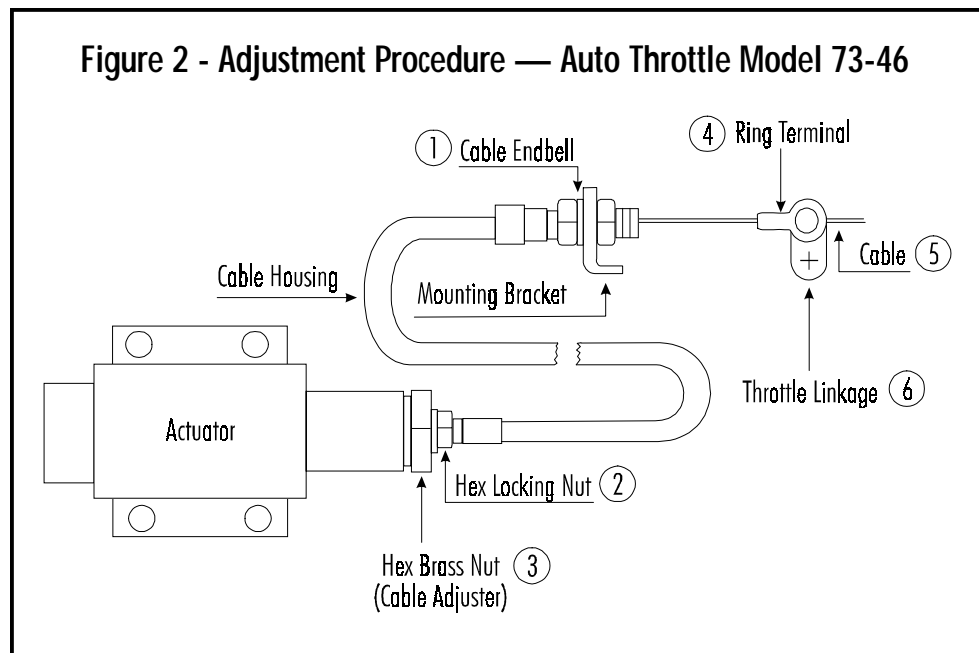 Figure 2 - Adjustment Procedure — Auto Throttle Model 73-46
1 Cable Endbell
4 Ring Terminal
Cable 5
Cable Housing
Mounting Bracket
Throttle Linkage 6
Actuator
Hex Locking Nut 2
Hex Brass Nut 3
(Cable Adjuster)